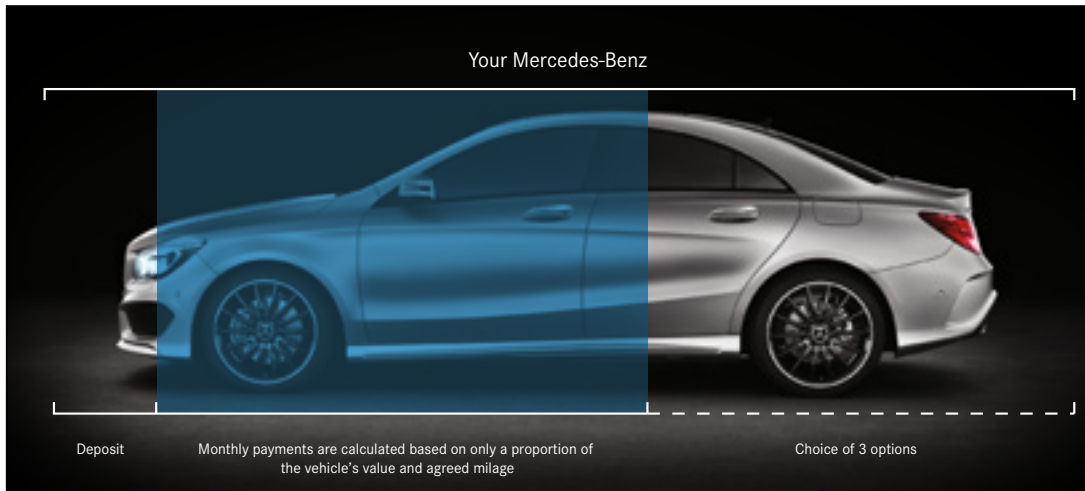 Your Mercedes-Benz
Deposit
Monthly payments are calculated based on only a proportion of
the vehicle's value and agreed milage
Choice of 3 options